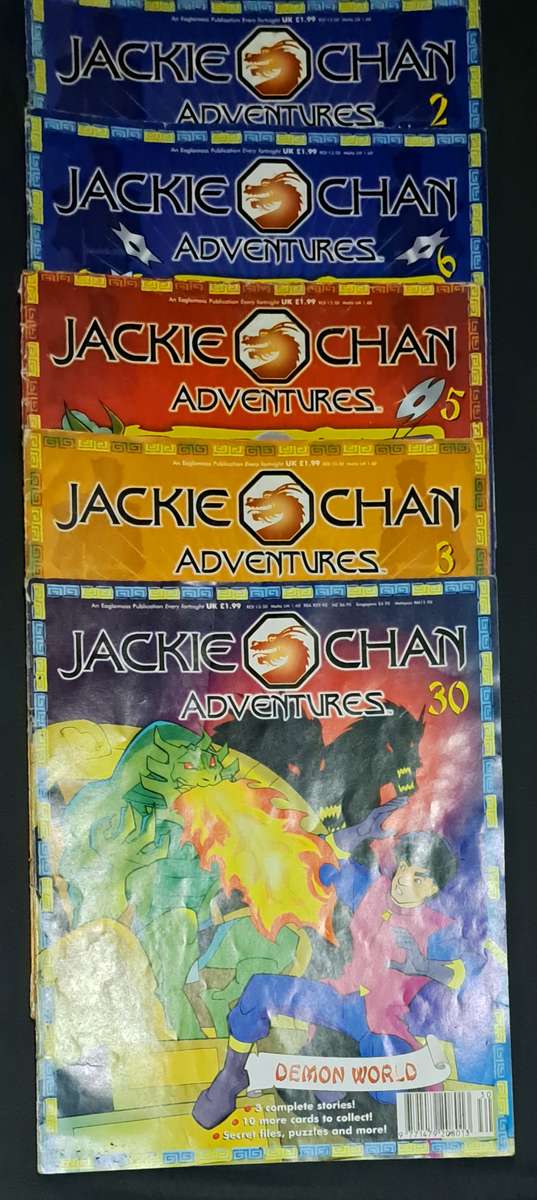 An Eaglemoss Publication Every fortnight UK £1.99
JACKIE CHAN
ADVENTURES
2
An Eaglemoss Publication Every fortnight UK £1.99
JACKIE CHAN
ADVENTURES
6
An Eaglemoss Publication Every fortnight UK £1.99
JACKIE CHAN
ADVENTURES™
5
An Eaglemoss Publication Every fortnight UK £1.99
JACKIE CHAN
ADVENTURES
3
An Eaglemoss Publication Every fortnight UK £1.99
JACKIE CHAN
ADVENTURES™
30
DEMON WORLD
3 complete stories!
10 more cards to collect!
Secret files, puzzles and more!